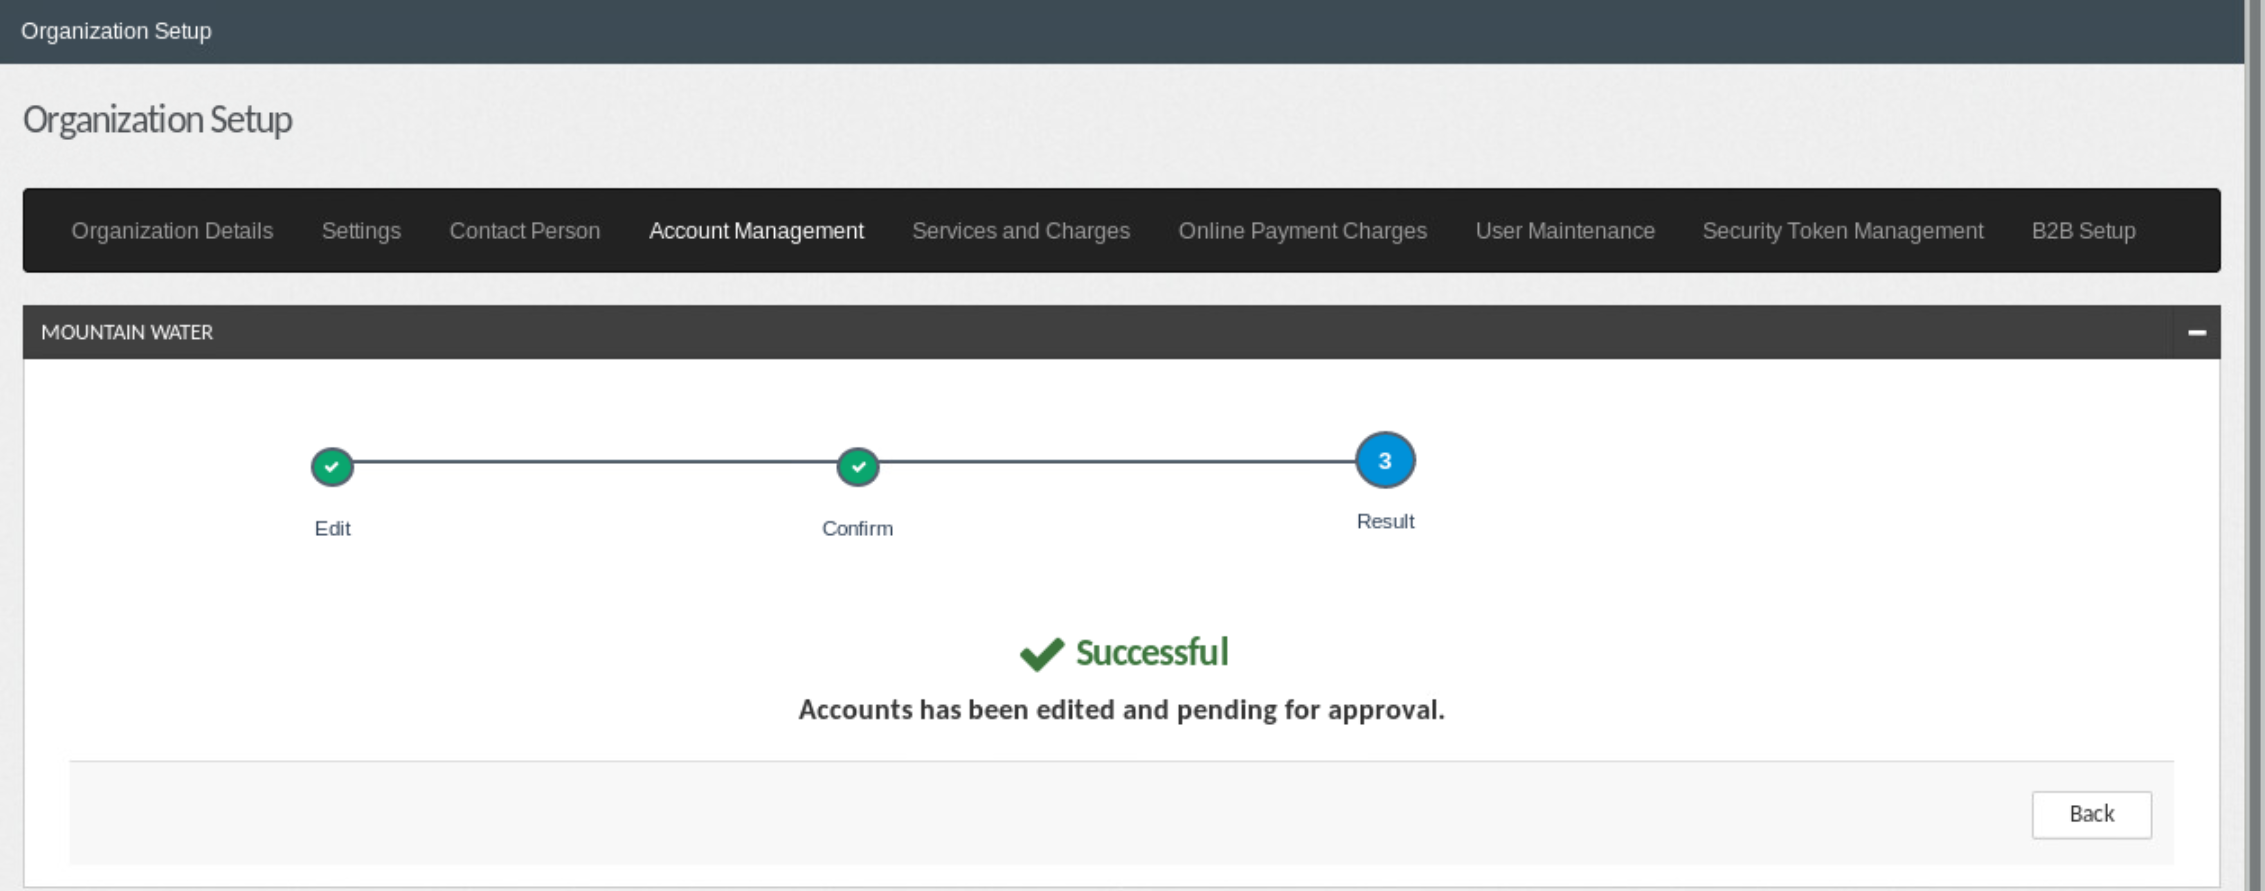 Organization Setup
Organization Setup
Organization Details Settings Contact Person Account Management Services and Charges Online Payment Charges User Maintenance Security Token Management B2B Setup
MOUNTAIN WATER
3
Edit Confirm Result
Successful
Accounts has been edited and pending for approval.
Back